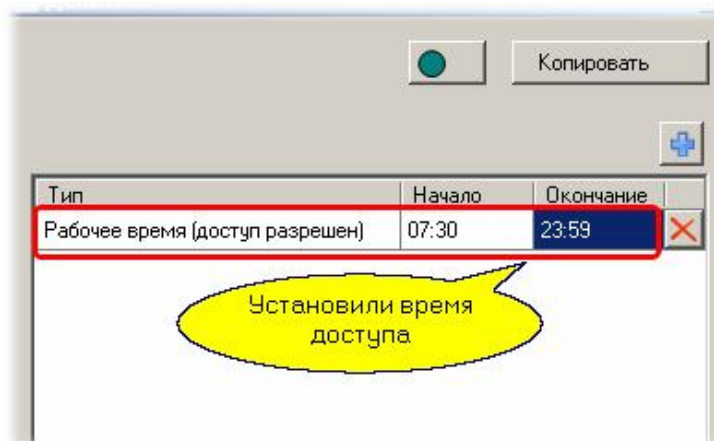 Копировать
Тип Начало Окончание
Рабочее время (доступ разрешен) 07:30 23:59
Установили время
доступа